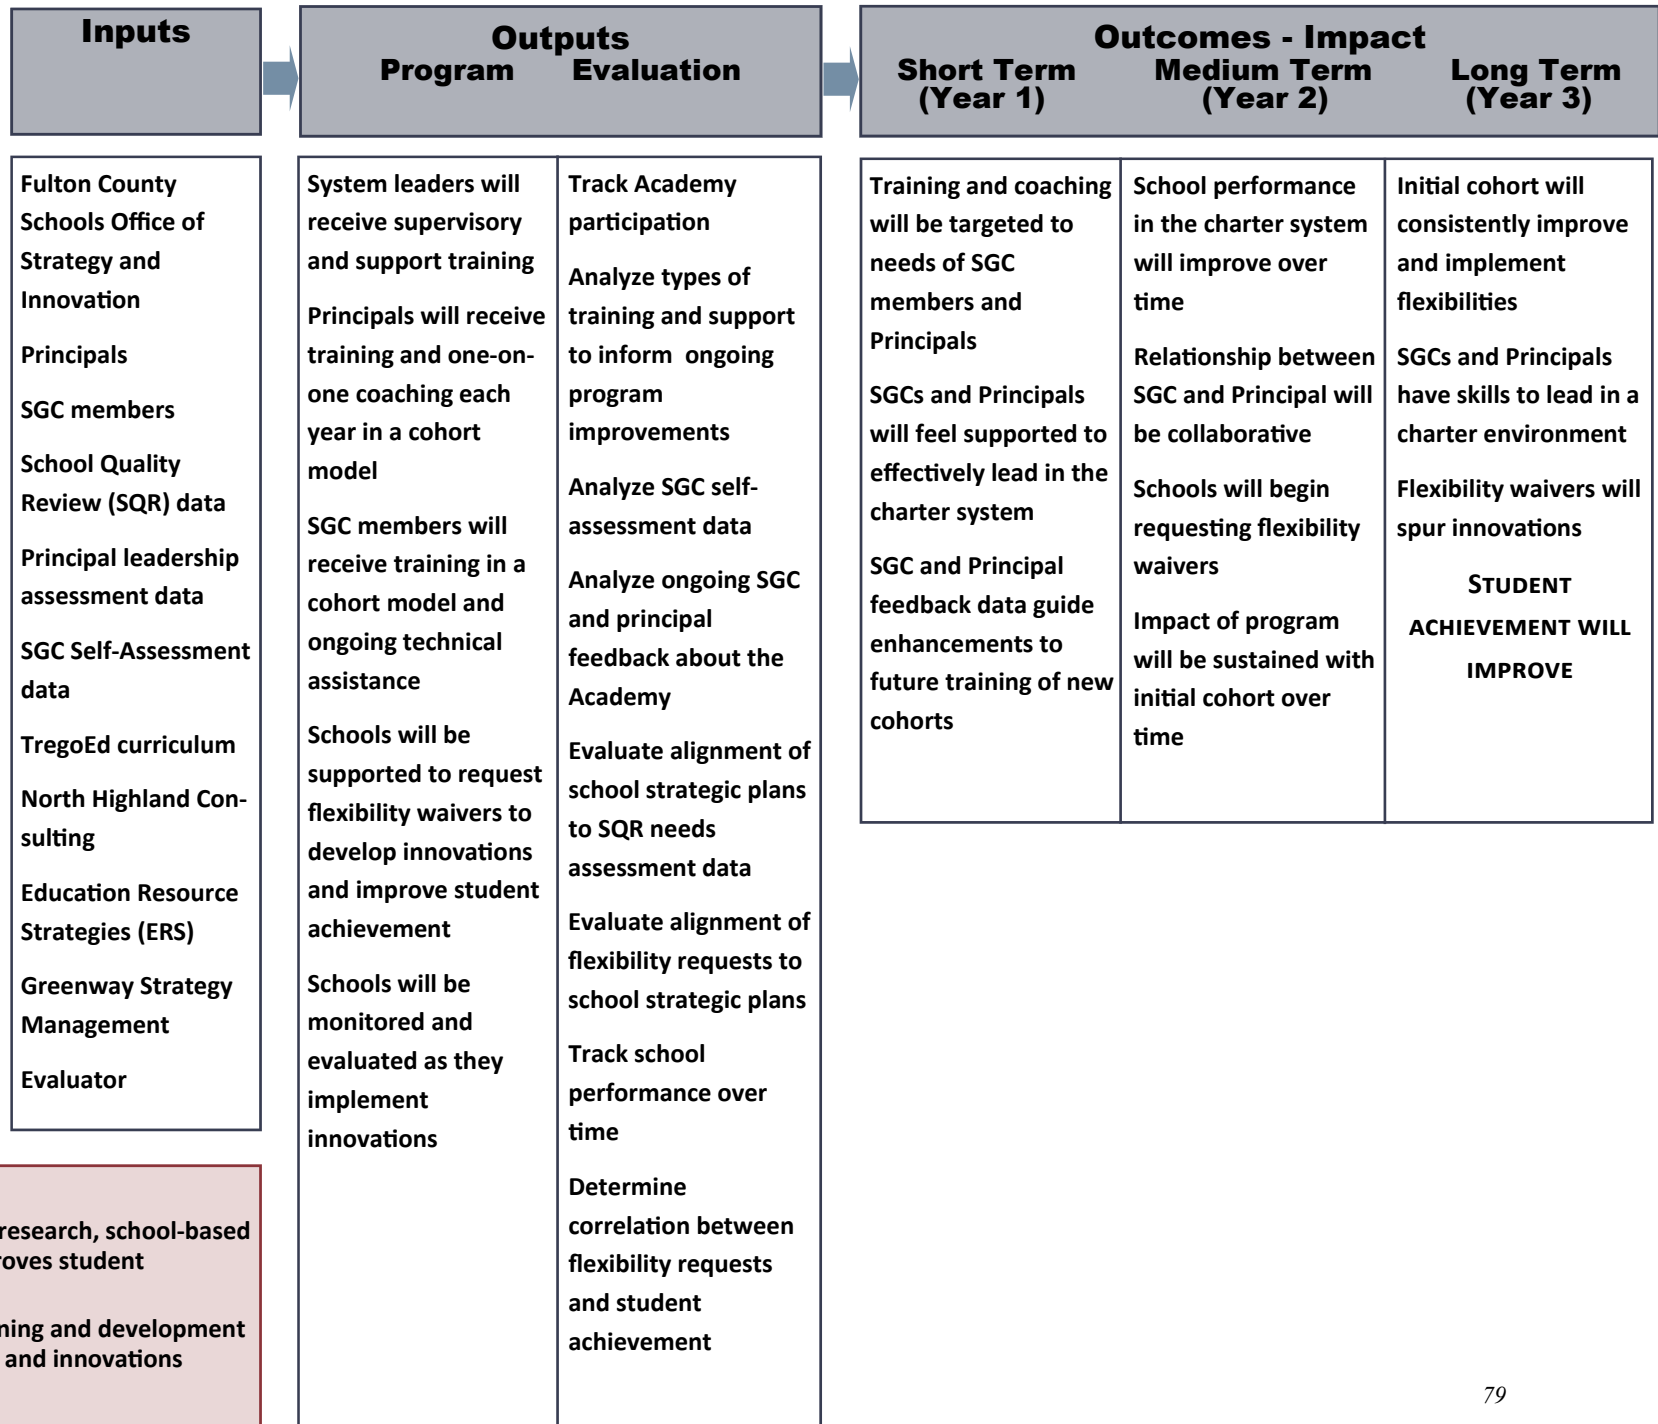 Inputs
Outputs
Program Evaluation
Outcomes - Impact
Short Term Medium Term Long Term
(Year 1) (Year 2) (Year 3)
Fulton County
Schools Office of
Strategy and
Innovation
Principals
SGC members
School Quality
Review (SQR) data
Principal leadership
assessment data
SGC Self-Assessment
data
TregoEd curriculum
North Highland Con-
sulting
Education Resource
Strategies (ERS)
Greenway Strategy
Management
Evaluator
research, school-based
roves student
ning and development
and innovations
System leaders will
receive supervisory
and support training
Principals will receive
training and one-on-
one coaching each
year in a cohort
model
SGC members will
receive training in a
cohort model and
ongoing technical
assistance
Schools will be
supported to request
flexibility waivers to
develop innovations
and improve student
achievement
Schools will be
monitored and
evaluated as they
implement
innovations
Track Academy
participation
Analyze types of
training and support
to inform ongoing
program
improvements
Analyze SGC self-
assessment data
Analyze ongoing SGC
and principal
feedback about the
Academy
Evaluate alignment of
school strategic plans
to SQR needs
assessment data
Evaluate alignment of
flexibility requests to
school strategic plans
Track school
performance over
time
Determine
correlation between
flexibility requests
and student
achievement
Training and coaching
will be targeted to
needs of SGC
members and
Principals
SGCs and Principals
will feel supported to
effectively lead in the
charter system
SGC and Principal
feedback data guide
enhancements to
future training of new
cohorts
School performance
in the charter system
will improve over
time
Relationship between
SGC and Principal will
be collaborative
Schools will begin
requesting flexibility
waivers
Impact of program
will be sustained with
initial cohort over
time
Initial cohort will
consistently improve
and implement
flexibilities
SGCs and Principals
have skills to lead in a
charter environment
Flexibility waivers will
spur innovations
STUDENT
ACHIEVEMENT WILL
IMPROVE
79